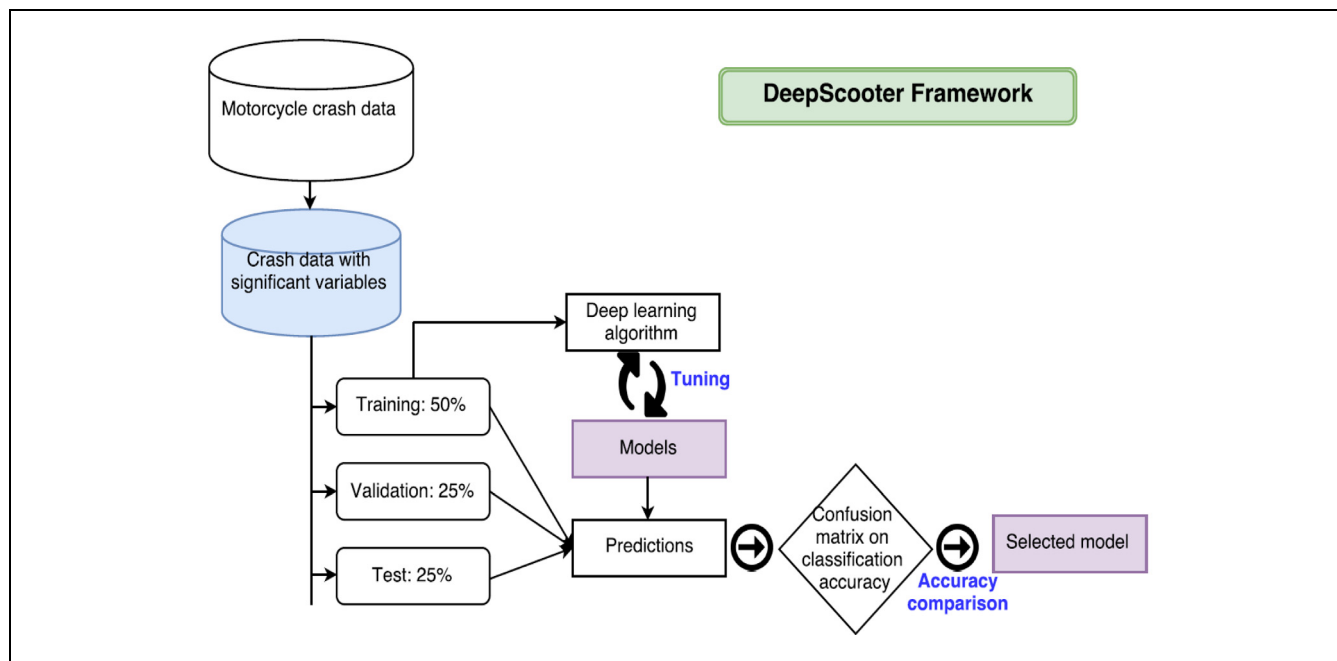 Motorcycle crash data
DeepScooter Framework
Crash data with
significant variables
Deep learning
algorithm
Tuning
Training: 50%
Models
Validation: 25%
Confusion
matrix on
classification
accuracy
Predictions
Selected model
Test: 25%
Accuracy
comparison